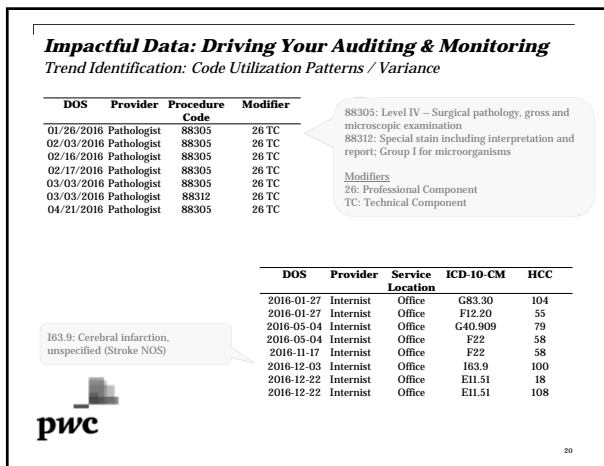 Impactful Data: Driving Your Auditing & Monitoring
Trend Identification: Code Utilization Patterns / Variance
DOS Provider Procedure Code Modifier
01/26/2016 Pathologist 88305 26 TC
02/03/2016 Pathologist 88305 26 TC
02/16/2016 Pathologist 88305 26 TC
02/17/2016 Pathologist 88305 26 TC
03/03/2016 Pathologist 88305 26 TC
03/03/2016 Pathologist 88312 26 TC
04/21/2016 Pathologist 88305 26 TC
88305: Level IV – Surgical pathology, gross and
microscopic examination
88312: Special stain including interpretation and
report; Group I for microorganisms
Modifiers
26: Professional Component
TC: Technical Component
DOS Provider Service Location ICD-10-CM HCC
2016-01-27 Internist Office G83.30 104
2016-01-27 Internist Office F12.20 55
2016-05-04 Internist Office G40.909 79
2016-05-04 Internist Office F22 58
2016-11-17 Internist Office F22 58
2016-12-03 Internist Office I63.9 100
2016-12-22 Internist Office E11.51 18
2016-12-22 Internist Office E11.51 108
I63.9: Cerebral infarction,
unspecified (Stroke NOS)
pwc
20